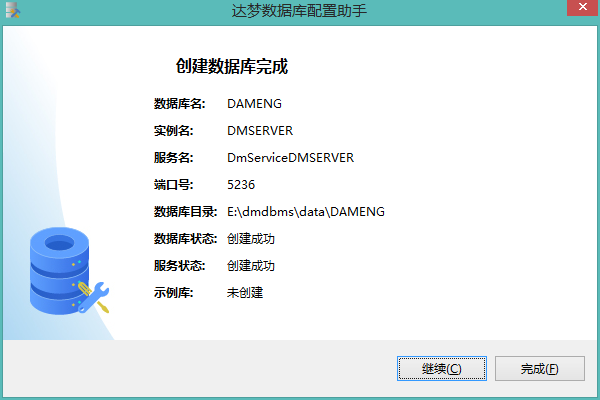 达梦数据库配置助手
创建数据库完成
数据库名: DAMENG
实例名: DMSERVER
服务名: DmServiceDMSERVER
端口号: 5236
数据库目录: E:\dmdbms\data\DAMENG
数据库状态: 创建成功
服务状态: 创建成功
示例库: 未创建
继续(C) 完成(F)